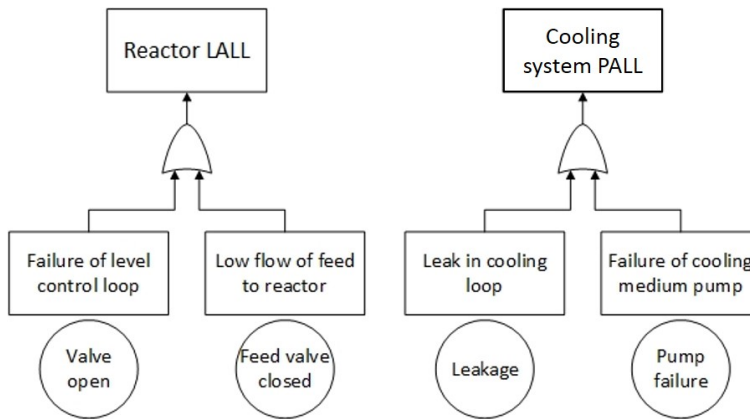 Reactor LALL
Cooling
system PALL
Failure of level
control loop
Low flow of feed
to reactor
Leak in cooling
loop
Failure of cooling
medium pump
Valve
open
Feed valve
closed
Leakage
Pump
failure